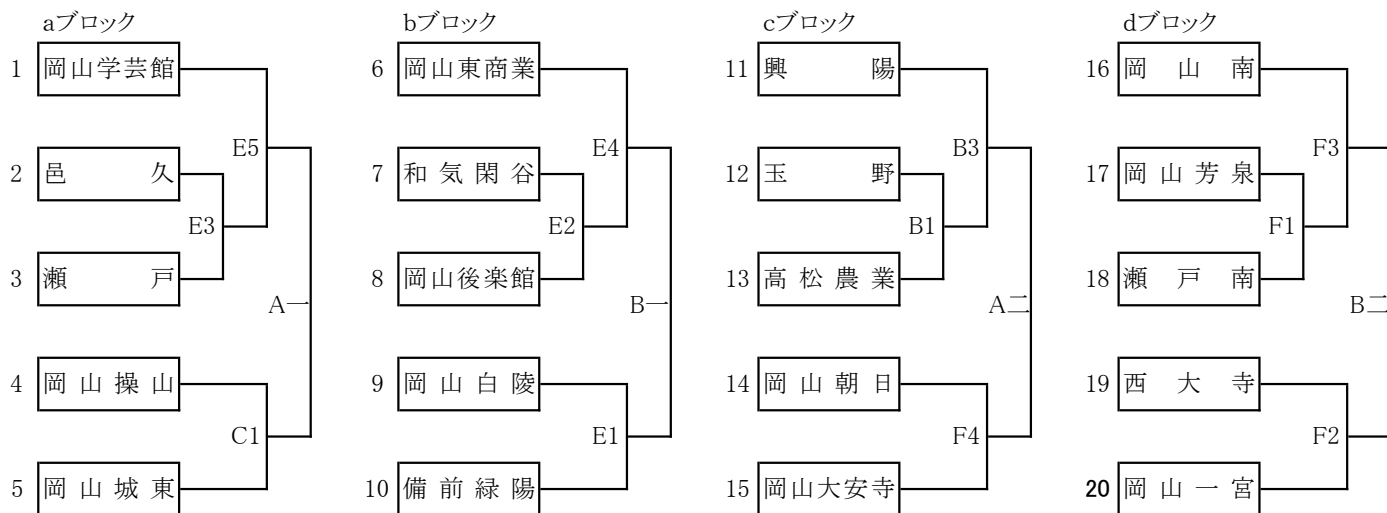 aブロック
1 岡山学芸館
2 邑久
3 瀬戸
4 岡山操山
5 岡山城東
E5
E3
A一
C1
bブロック
6 岡山東商業
7 和気閑谷
8 岡山後楽館
9 岡山白陵
10 備前緑陽
E4
E2
B一
E1
cブロック
11 興陽
12 玉野
13 高松農業
14 岡山朝日
15 岡山大安寺
B3
B1
A二
F4
dブロック
16 岡山南
17 岡山芳泉
18 瀬戸南
19 西大寺
20 岡山一宮
F3
F1
B二
F2